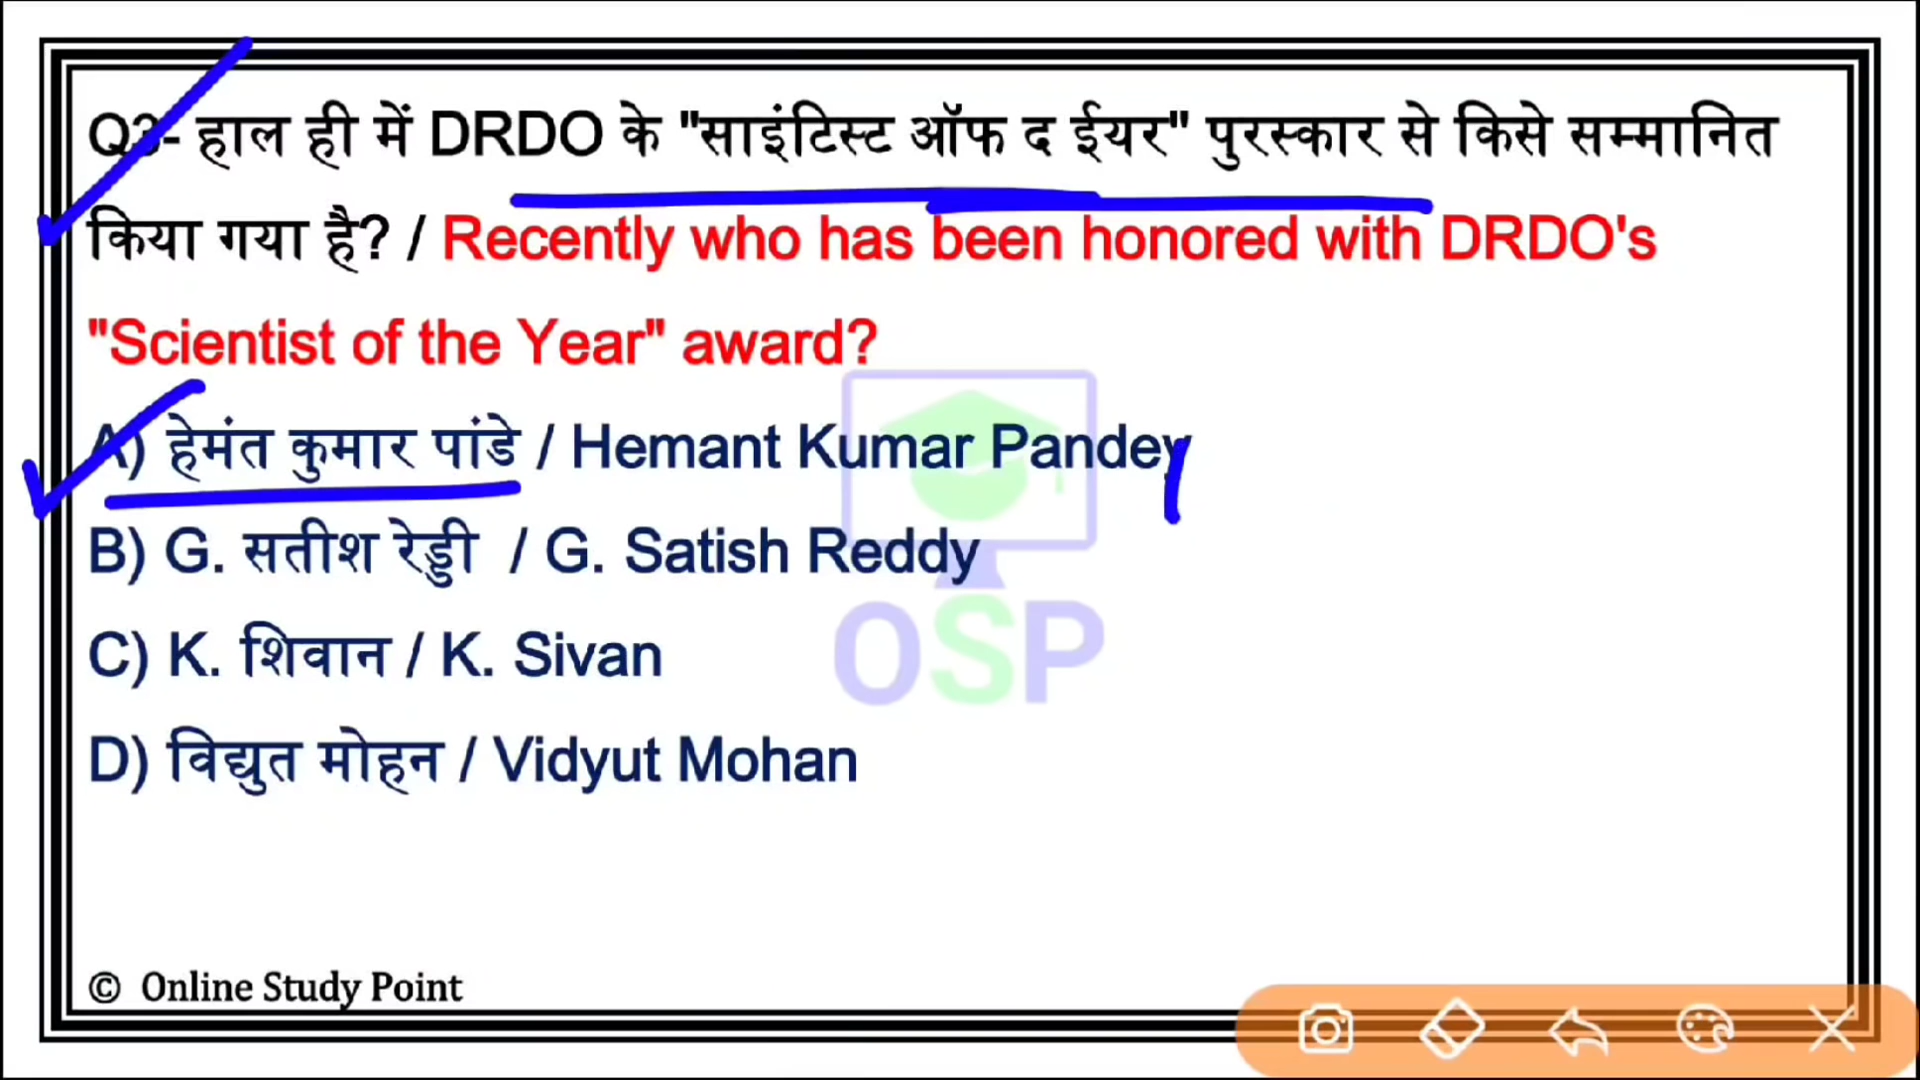 Q3- हाल ही में DRDO के "साइंटिस्ट ऑफ द ईयर" पुरस्कार से किसे सम्मानित
किया गया है? / Recently who has been honored with DRDO's
"Scientist of the Year" award?
A) हेमंत कुमार पांडे / Hemant Kumar Pandey
B) G. सतीश रेड्डी / G. Satish Reddy
C) K. शिवान / K. Sivan
D) विद्युत मोहन / Vidyut Mohan
OSP
© Online Study Point